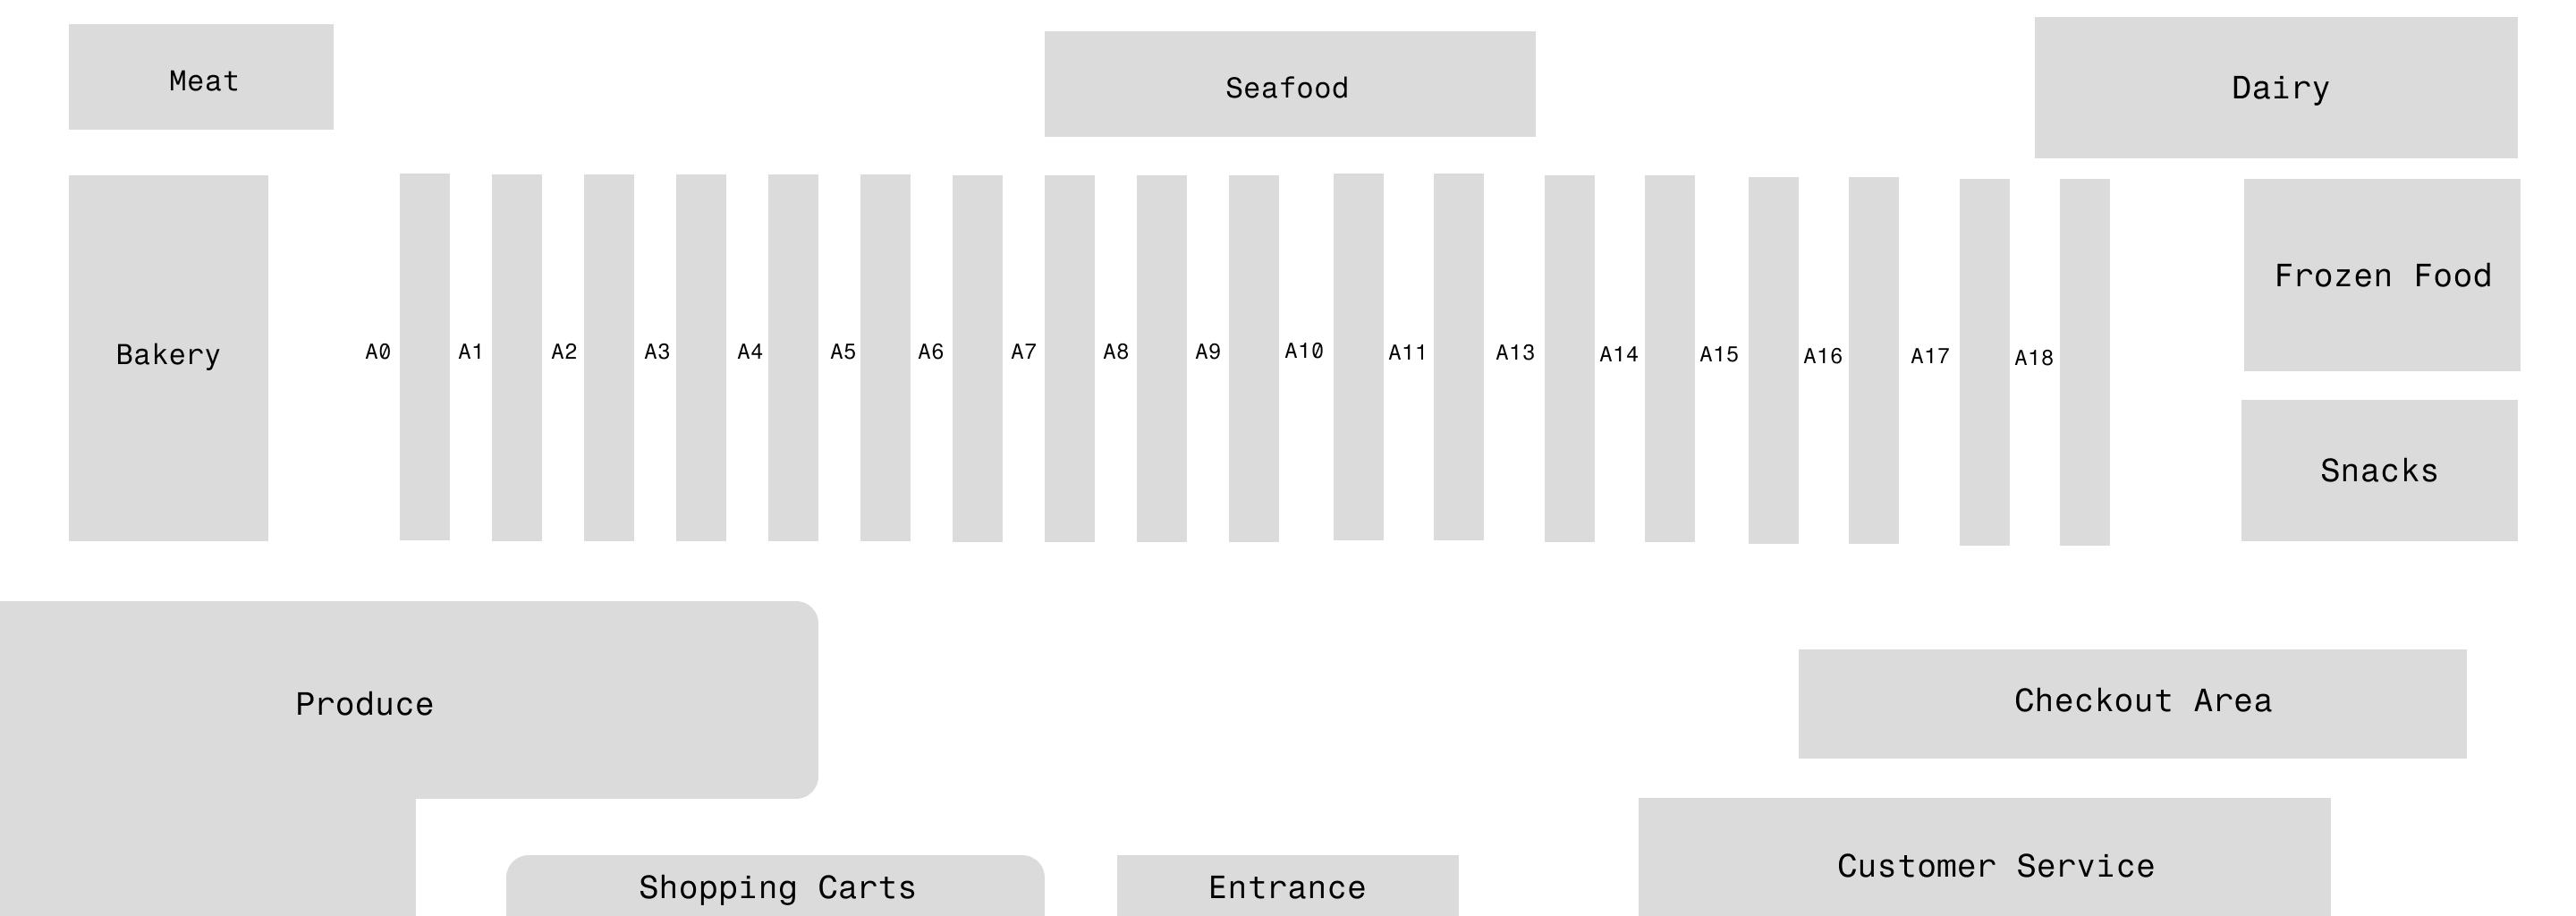 Meat
Seafood
Dairy
Frozen Food
Bakery
A0
A1
A2
A3
A4
A5
A6
A7
A8
A9
A10
A11
A13
A14
A15
A16
A17
A18
Snacks
Produce
Checkout Area
Customer Service
Shopping Carts
Entrance